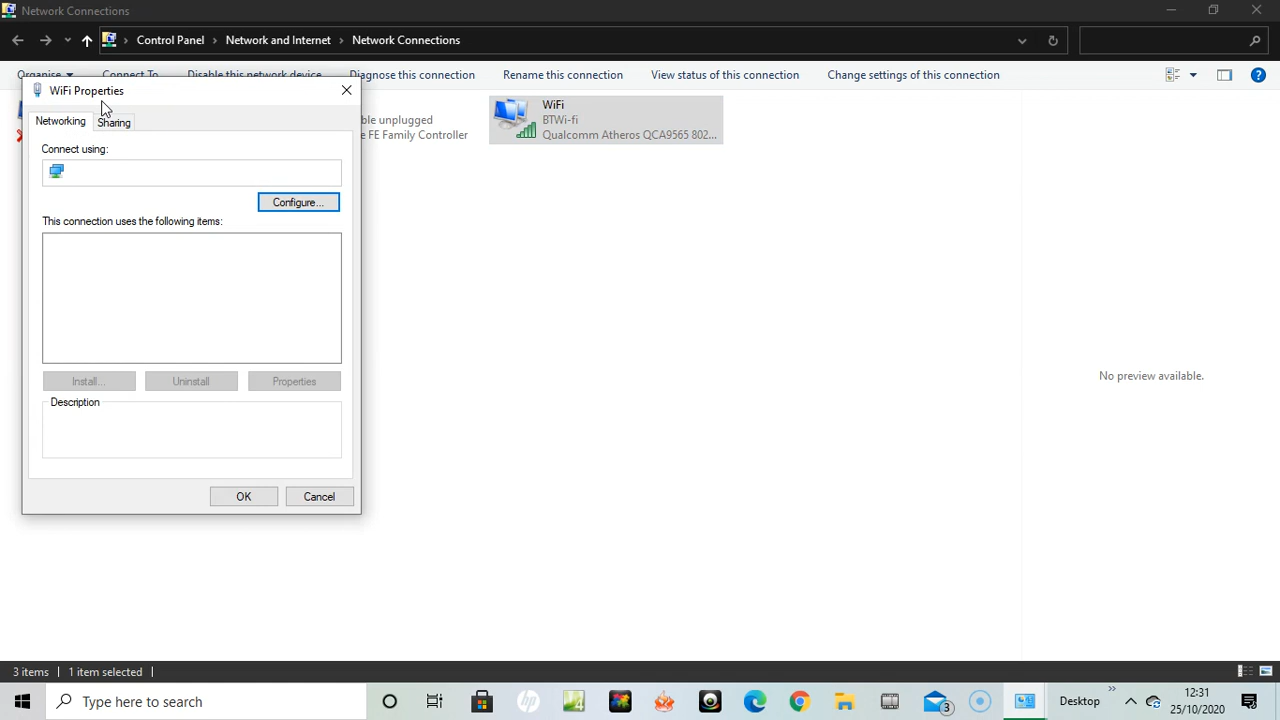 Network Connections
Control Panel > Network and Internet > Network Connections
Organise Connect To Disable this network device Diagnose this connection Rename this connection View status of this connection Change settings of this connection
WiFi Properties
Networking Sharing
Connect using:
Configure...
This connection uses the following items:
Install... Uninstall Properties
Description
OK Cancel
ble unplugged
e FE Family Controller
WiFi
BTWi-fi
Qualcomm Atheros QCA9565 802...
No preview available.
3 items 1 item selected
Type here to search
3
Desktop
12:31
25/10/2020